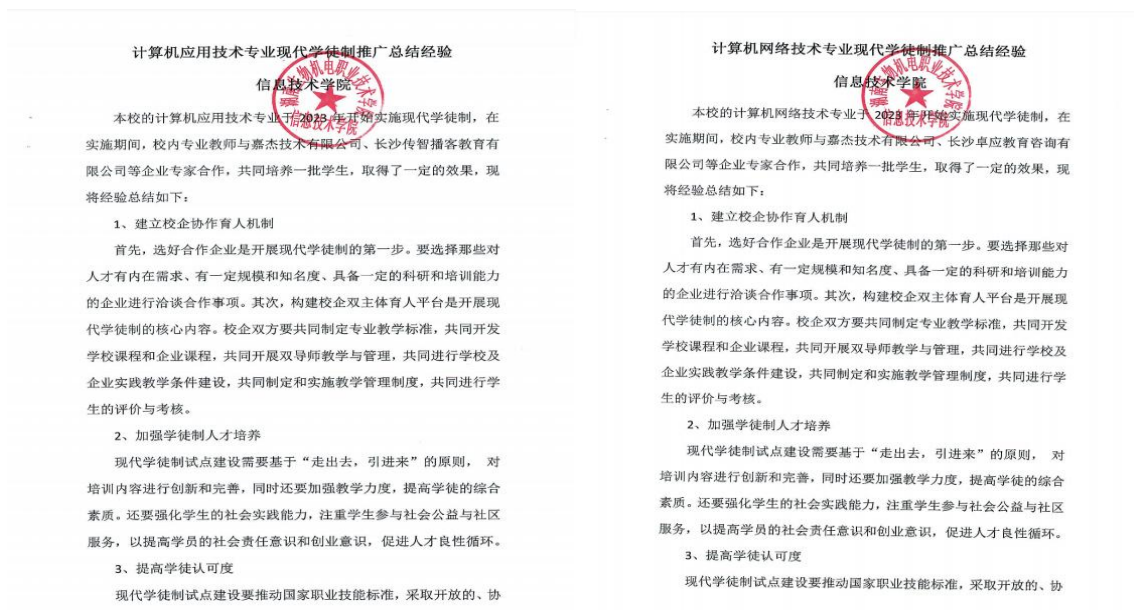 计算机应用技术专业现代学徒制推广总结经验
信息技术学院
本校的计算机应用技术专业于 2023 年开始实施现代学徒制，在
实施期间，校内专业教师与嘉杰技术有限公司、长沙传智播客教育有
限公司等企业专家合作，共同培养一批学生，取得了一定的效果，现
将经验总结如下：
1、建立校企协作育人机制
首先，选好合作企业是开展现代学徒制的第一步。要选择那些对
人才有内在需求、有一定规模和知名度、具备一定的科研和培训能力
的企业进行洽谈合作事项。其次，构建校企双主体育人平台是开展现
代学徒制的核心内容。校企双方要共同制定专业教学标准，共同开发
学校课程和企业课程，共同开展双导师教学与管理，共同进行学校及
企业实践教学条件建设，共同制定和实施教学管理制度，共同进行学
生的评价与考核。
2、加强学徒制人才培养
现代学徒制试点建设需要基于“走出去，引进来”的原则， 对
培训内容进行创新和完善，同时还要加强教学力度，提高学徒的综合
素质。还要强化学生的社会实践能力，注重学生参与社会公益与社区
服务，以提高学员的社会责任意识和创业意识，促进人才良性循环。
3、提高学徒认可度
现代学徒制试点建设要推动国家职业技能标准，采取开放的、协
湖南生物机电职业技术学院
信息技术学院
计算机网络技术专业现代学徒制推广总结经验
信息技术学院
本校的计算机网络技术专业于 2023 年开始实施现代学徒制，在
实施期间，校内专业教师与嘉杰技术有限公司、长沙卓应教育咨询有
限公司等企业专家合作，共同培养一批学生，取得了一定的效果，现
将经验总结如下：
1、建立校企协作育人机制
首先，选好合作企业是开展现代学徒制的第一步。要选择那些对
人才有内在需求、有一定规模和知名度、具备一定的科研和培训能力
的企业进行洽谈合作事项。其次，构建校企双主体育人平台是开展现
代学徒制的核心内容。校企双方要共同制定专业教学标准，共同开发
学校课程和企业课程，共同开展双导师教学与管理，共同进行学校及
企业实践教学条件建设，共同制定和实施教学管理制度，共同进行学
生的评价与考核。
2、加强学徒制人才培养
现代学徒制试点建设需要基于“走出去，引进来”的原则， 对
培训内容进行创新和完善，同时还要加强教学力度，提高学徒的综合
素质。还要强化学生的社会实践能力，注重学生参与社会公益与社区
服务，以提高学员的社会责任意识和创业意识，促进人才良性循环。
3、提高学徒认可度
现代学徒制试点建设要推动国家职业技能标准，采取开放的、协
湖南生物机电职业技术学院
信息技术学院